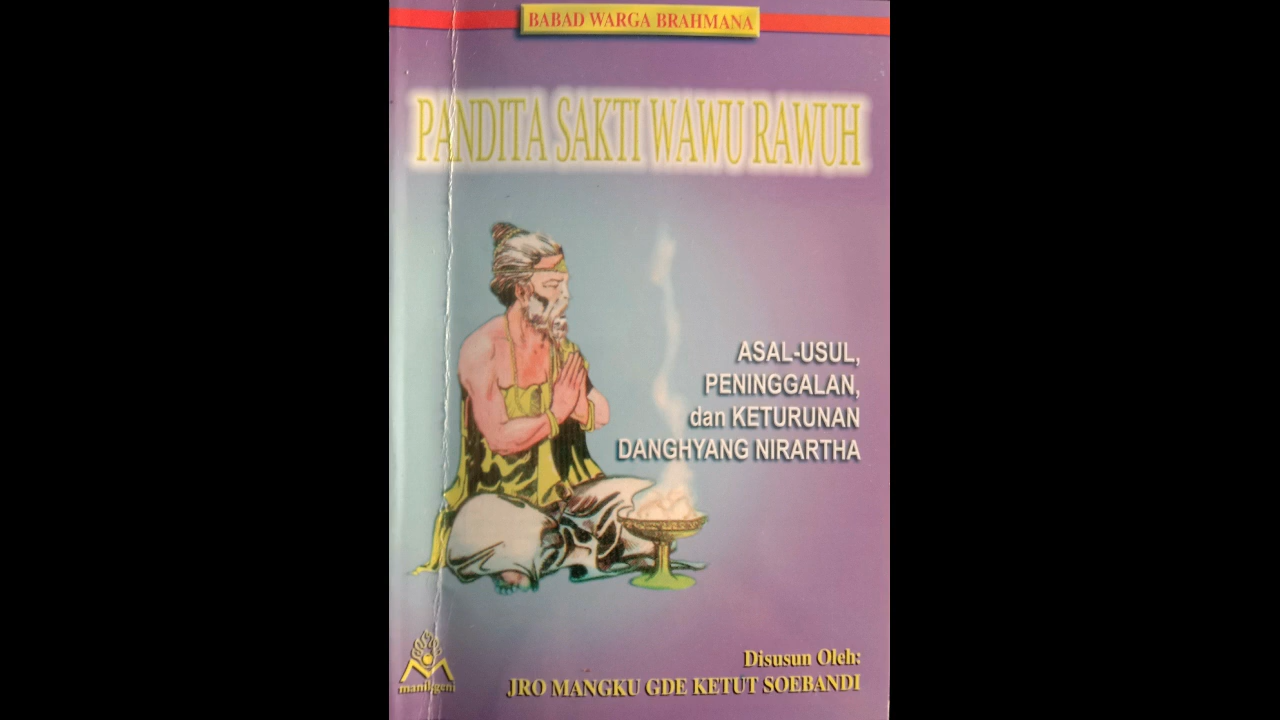 BABAD WARGA BRAHMANA
PANDITA SAKTI WAWU RAWUH
ASAL-USUL,
PENINGGALAN,
dan KETURUNAN
DANGHYANG NIRARTHA
Disusun Oleh:
JRO MANGKU GDE KETUT SOEBANDI
manikgeni